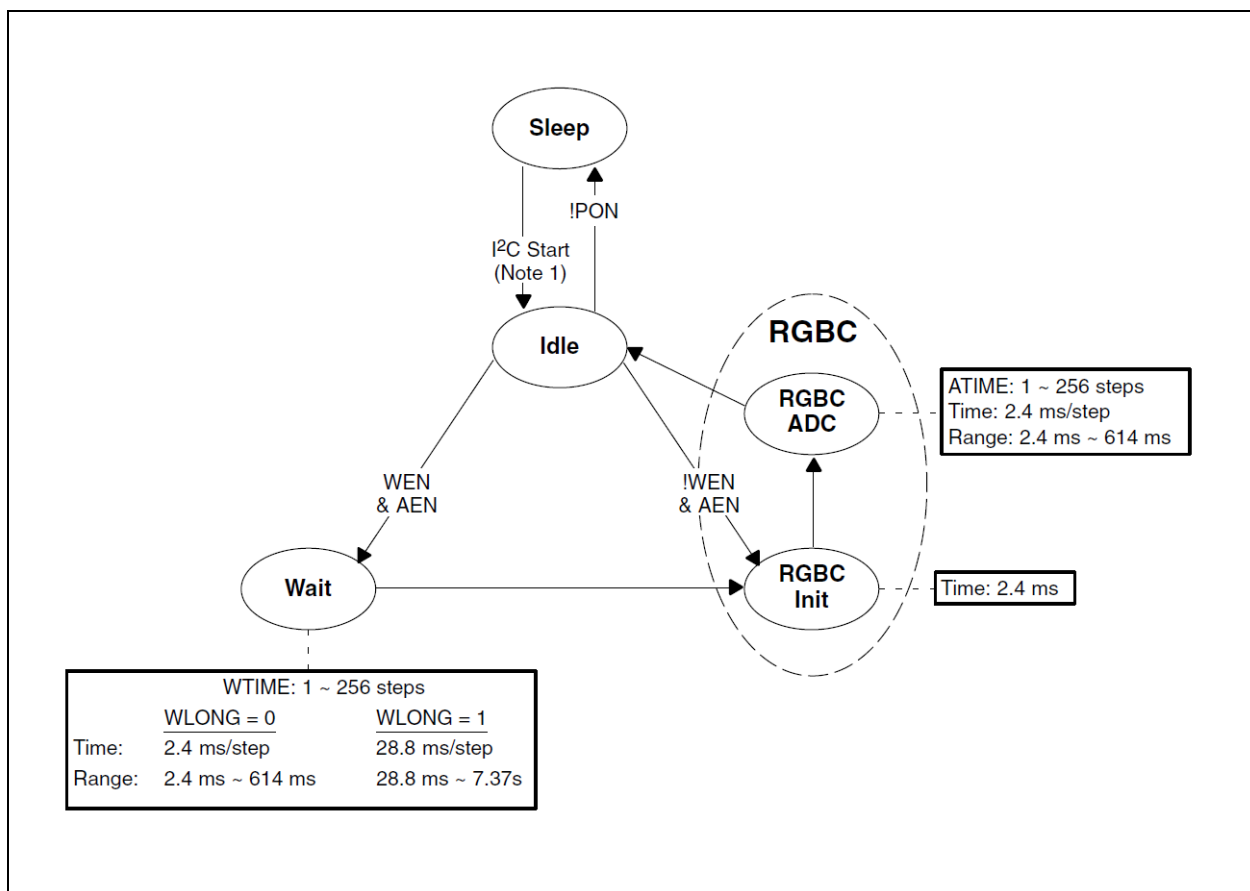 Sleep
!PON
I²C Start
(Note 1)
Idle
RGBC
RGBC
ADC
ATIME: 1 ~ 256 steps
Time: 2.4 ms/step
Range: 2.4 ms ~ 614 ms
WEN
& AEN
!WEN
& AEN
Wait
RGBC
Init
Time: 2.4 ms
WTIME: 1 ~ 256 steps
WLONG = 0 WLONG = 1
Time: 2.4 ms/step 28.8 ms/step
Range: 2.4 ms ~ 614 ms 28.8 ms ~ 7.37s